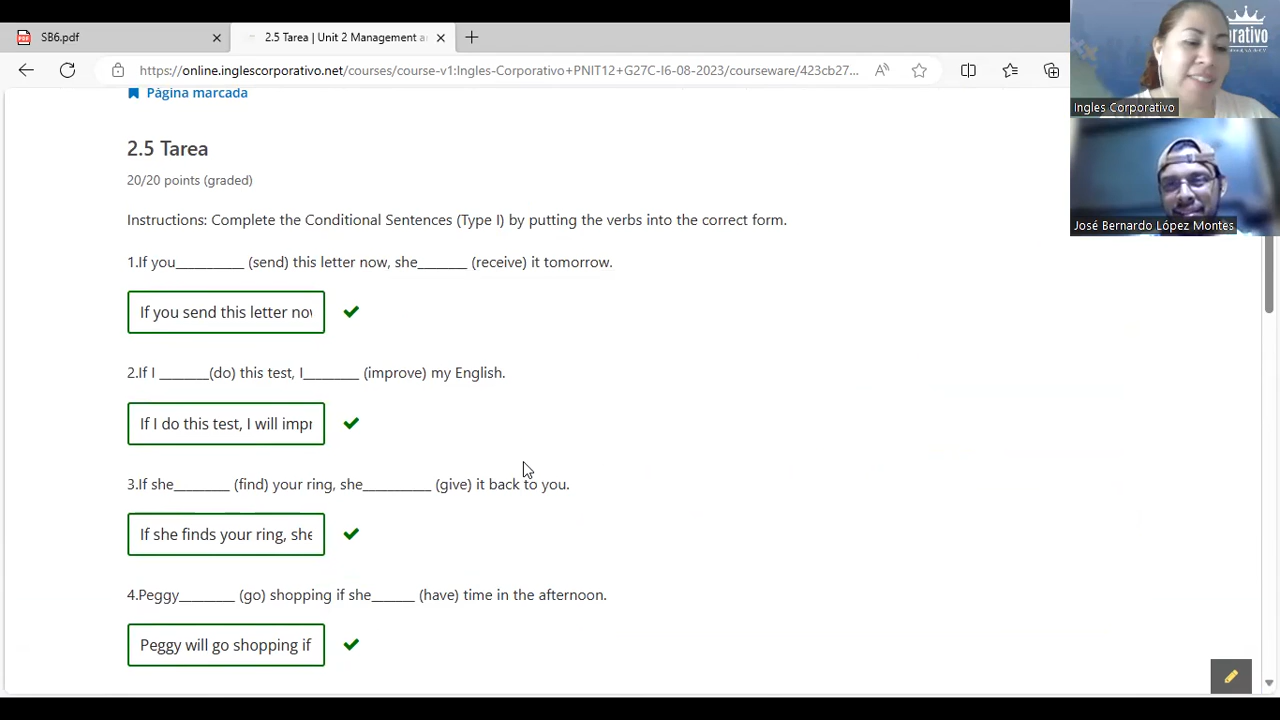 SB6.pdf
2.5 Tarea | Unit 2 Management a
https://online.inglescorporativo.net/courses/course-v1:Ingles-Corporativo+PNIT12+G27C-I6-08-2023/courseware/423cb27...
Página marcada
2.5 Tarea
20/20 points (graded)
Instructions: Complete the Conditional Sentences (Type I) by putting the verbs into the correct form.
1.If you__________ (send) this letter now, she_______ (receive) it tomorrow.
If you send this letter nov
2.If I _______(do) this test, I________ (improve) my English.
If I do this test, I will impr
3.If she________ (find) your ring, she__________ (give) it back to you.
If she finds your ring, she
4.Peggy________ (go) shopping if she______ (have) time in the afternoon.
Peggy will go shopping if
rativo
Ingles Corporativo
José Bernardo López Montes